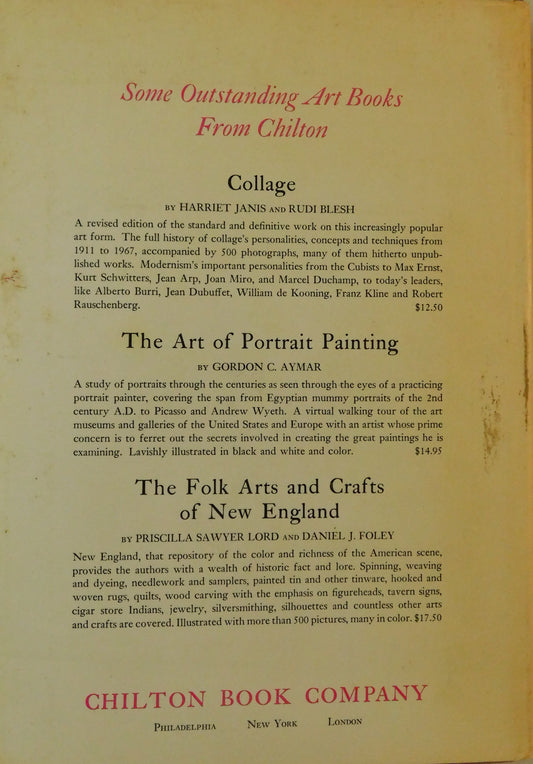 Some Outstanding Art Books
From Chilton
Collage
BY HARRIET JANIS AND RUDI BLESH
A revised edition of the standard and definitive work on this increasingly popular
art form. The full history of collage's personalities, concepts and techniques from
1911 to 1967, accompanied by 500 photographs, many of them hitherto unpub-
lished works. Modernism's important personalities from the Cubists to Max Ernst,
Kurt Schwitters, Jean Arp, Joan Miro, and Marcel Duchamp, to today's leaders,
like Alberto Burri, Jean Dubuffet, William de Kooning, Franz Kline and Robert
Rauschenberg. $12.50
The Art of Portrait Painting
BY GORDON C. AYMAR
A study of portraits through the centuries as seen through the eyes of a practicing
portrait painter, covering the span from Egyptian mummy portraits of the 2nd
century A.D. to Picasso and Andrew Wyeth. A virtual walking tour of the art
museums and galleries of the United States and Europe with an artist whose prime
concern is to ferret out the secrets involved in creating the great paintings he is
examining. Lavishly illustrated in black and white and color. $14.95
The Folk Arts and Crafts
of New England
BY PRISCILLA SAWYER LORD AND DANIEL J. FOLEY
New England, that repository of the color and richness of the American scene,
provides the authors with a wealth of historic fact and lore. Spinning, weaving
and dyeing, needlework and samplers, painted tin and other tinware, hooked and
woven rugs, quilts, wood carving with the emphasis on figureheads, tavern signs,
cigar store Indians, jewelry, silversmithing, silhouettes and countless other arts
and crafts are covered. Illustrated with more than 500 pictures, many in color. $17.50
CHILTON BOOK COMPANY
PHILADELPHIA NEW YORK LONDON